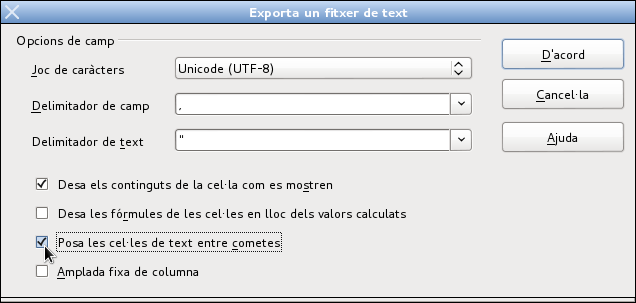 Exporta un fitxer de text
Opcions de camp
Joc de caràcters
Unicode (UTF-8)
Delimitador de camp
,
Delimitador de text
"
Desa els continguts de la cel·la com es mostren
Desa les fórmules de les cel·les en lloc dels valors calculats
Posa les cel·les de text entre cometes
Amplada fixa de columna
D'acord
Cancel·la
Ajuda